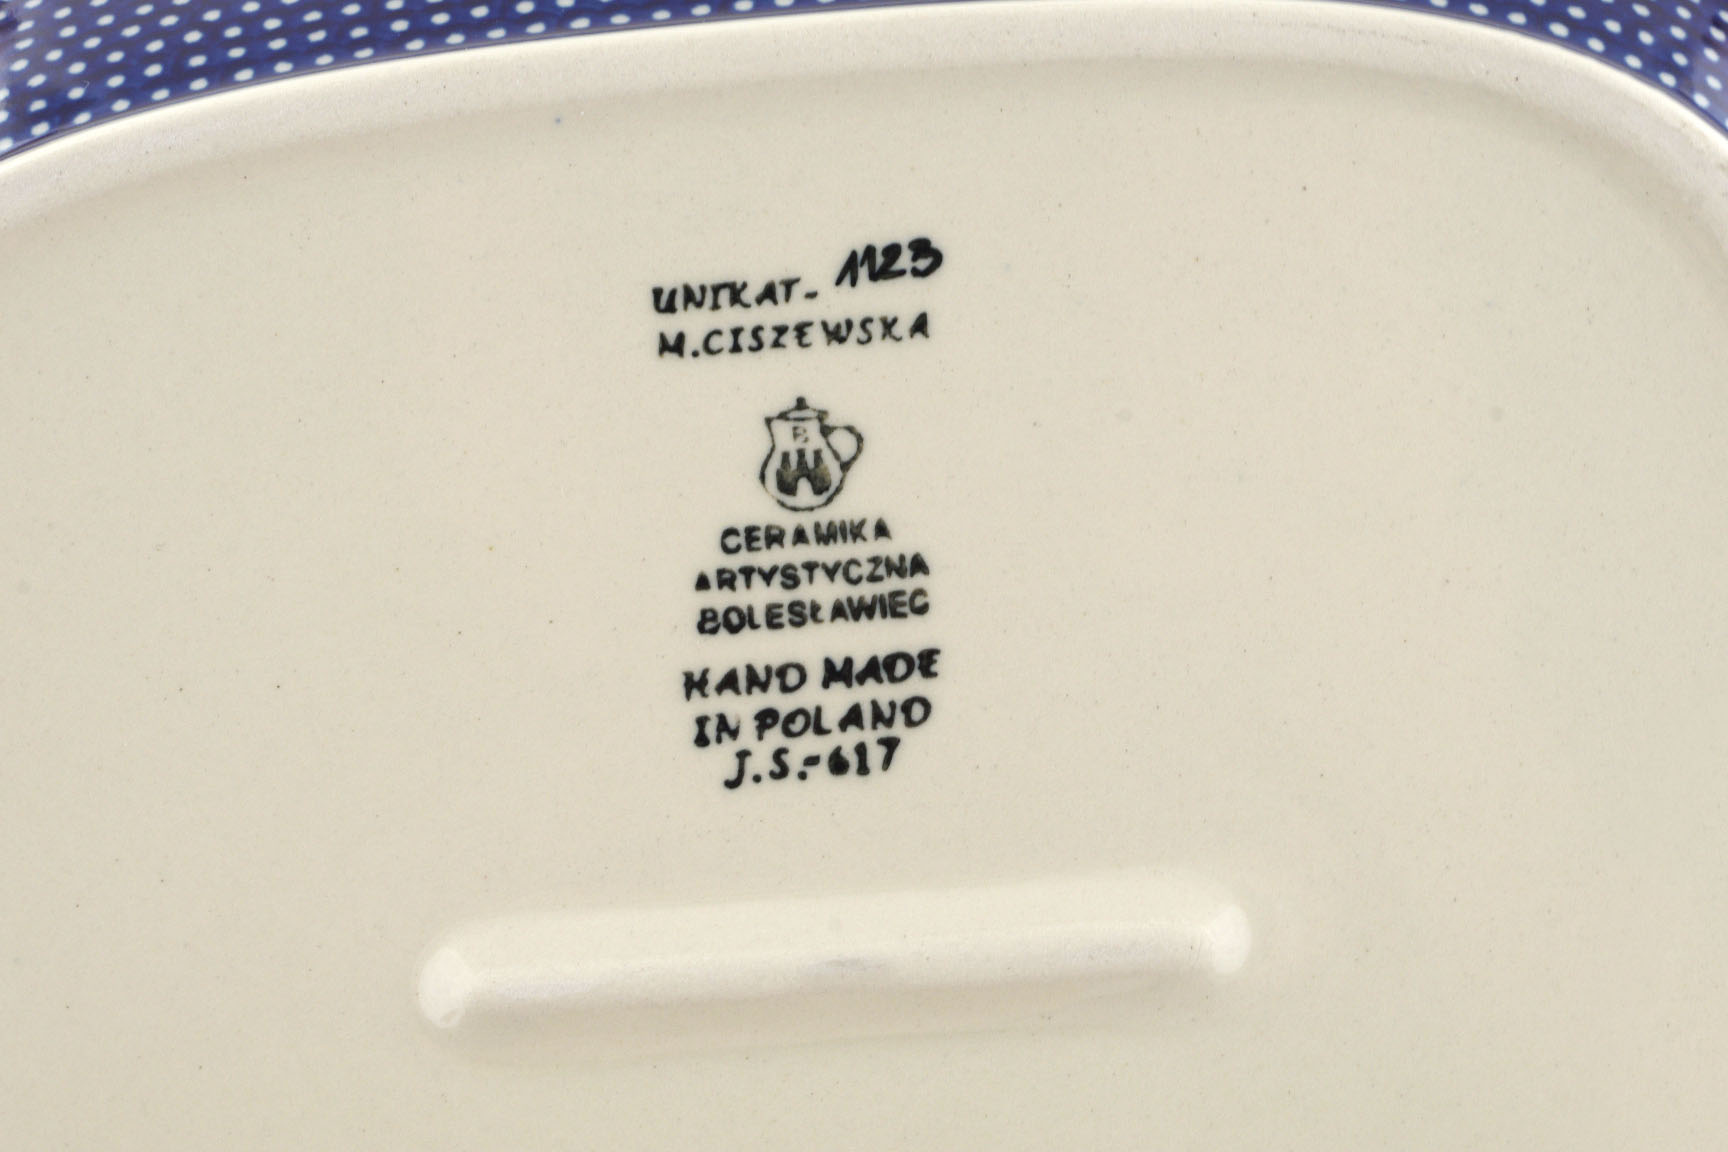 UNIKAT- 1123
M.CISZEWSKA
B
CERAMIKA
ARTYSTYCZNA
BOLESŁAWIEC
HAND MADE
IN POLAND
J.S.-617